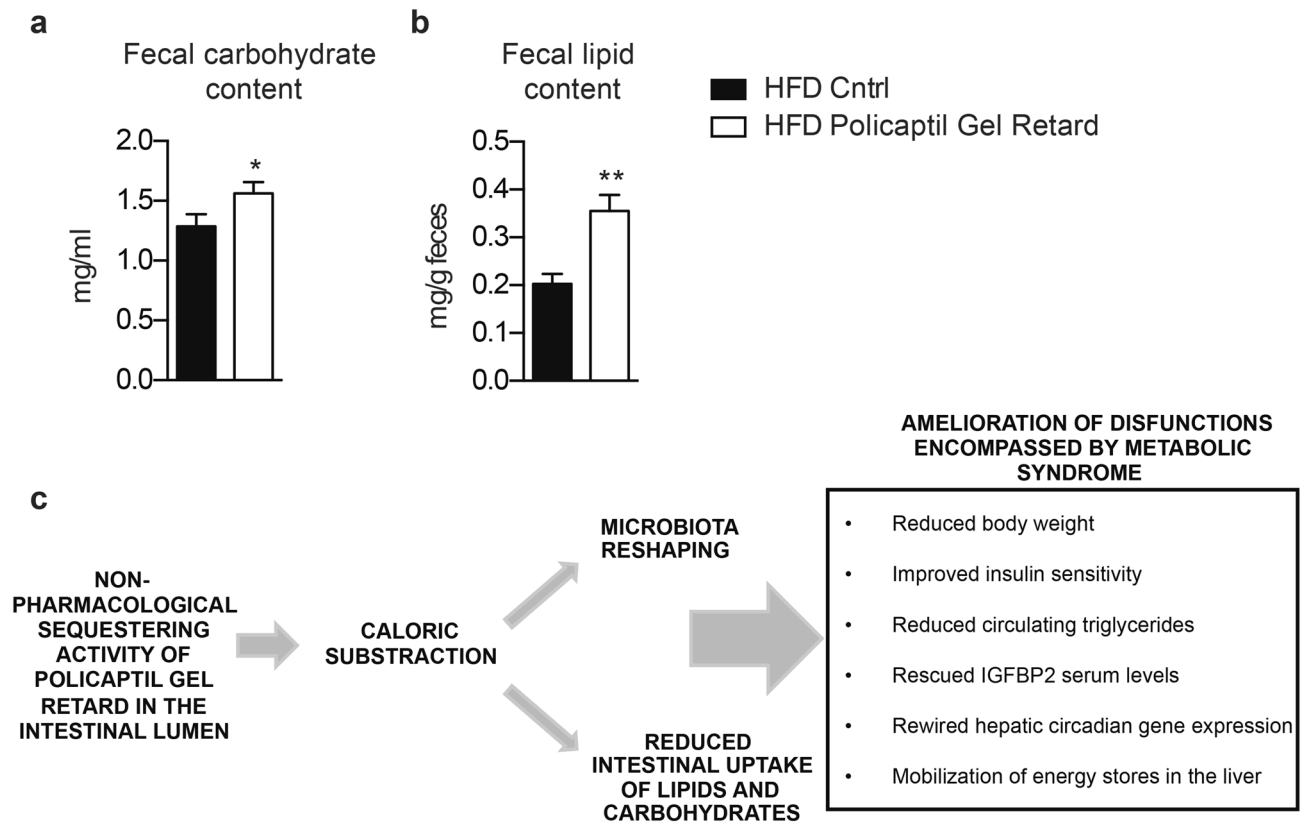 a
Fecal carbohydrate
content
mg/ml
2.0
1.5
1.0
0.5
0.0
*
b
Fecal lipid
content
mg/g feces
0.5
0.4
0.3
0.2
0.1
0.0
**
HFD Cntrl
HFD Policaptil Gel Retard
c
NON-
PHARMACOLOGICAL
SEQUESTERING
ACTIVITY OF
POLICAPTIL GEL
RETARD IN THE
INTESTINAL LUMEN
CALORIC
SUBSTRACTION
MICROBIOTA
RESHAPING
REDUCED
INTESTINAL UPTAKE
OF LIPIDS AND
CARBOHYDRATES
AMELIORATION OF DISFUNCTIONS
ENCOMPASSED BY METABOLIC
SYNDROME
• Reduced body weight
• Improved insulin sensitivity
• Reduced circulating triglycerides
• Rescued IGFBP2 serum levels
• Rewired hepatic circadian gene expression
• Mobilization of energy stores in the liver